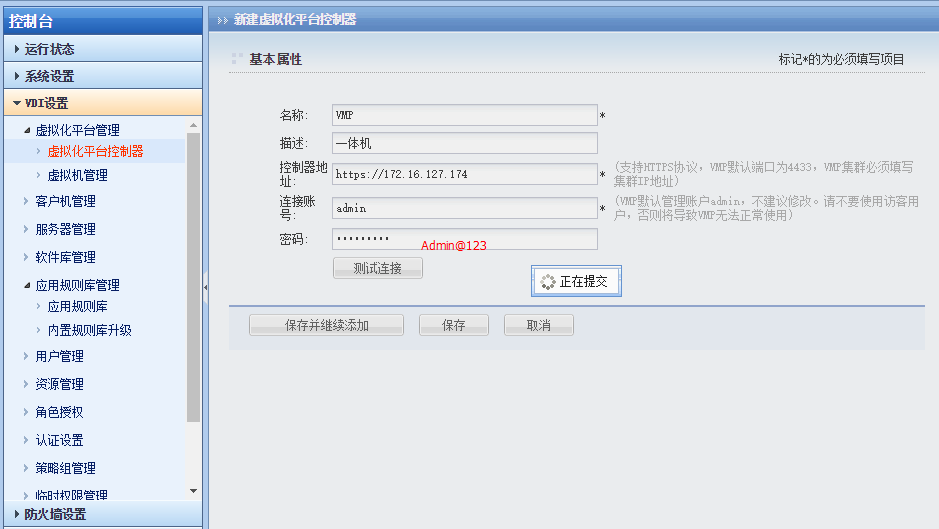 控制台
运行状态
系统设置
VDI设置
虚拟化平台管理
虚拟化平台控制器
虚拟机管理
客户机管理
服务器管理
软件库管理
应用规则库管理
应用规则库
内置规则库升级
用户管理
资源管理
角色授权
认证设置
策略组管理
临时权限管理
防火墙设置
新建虚拟化平台控制器
基本属性
标记*的为必须填写项目
名称: VMP *
描述: 一体机
控制器地
址: https://172.16.127.174 * (支持HTTPS协议，VMP默认端口为4433，VMP集群必须填写
集群IP地址)
连接账
号: admin * (VMP默认管理账户admin，不建议修改。请不要使用访客用
户，否则将导致VMP无法正常使用)
密码: •••••••••
Admin@123
测试连接
正在提交
保存并继续添加 保存 取消